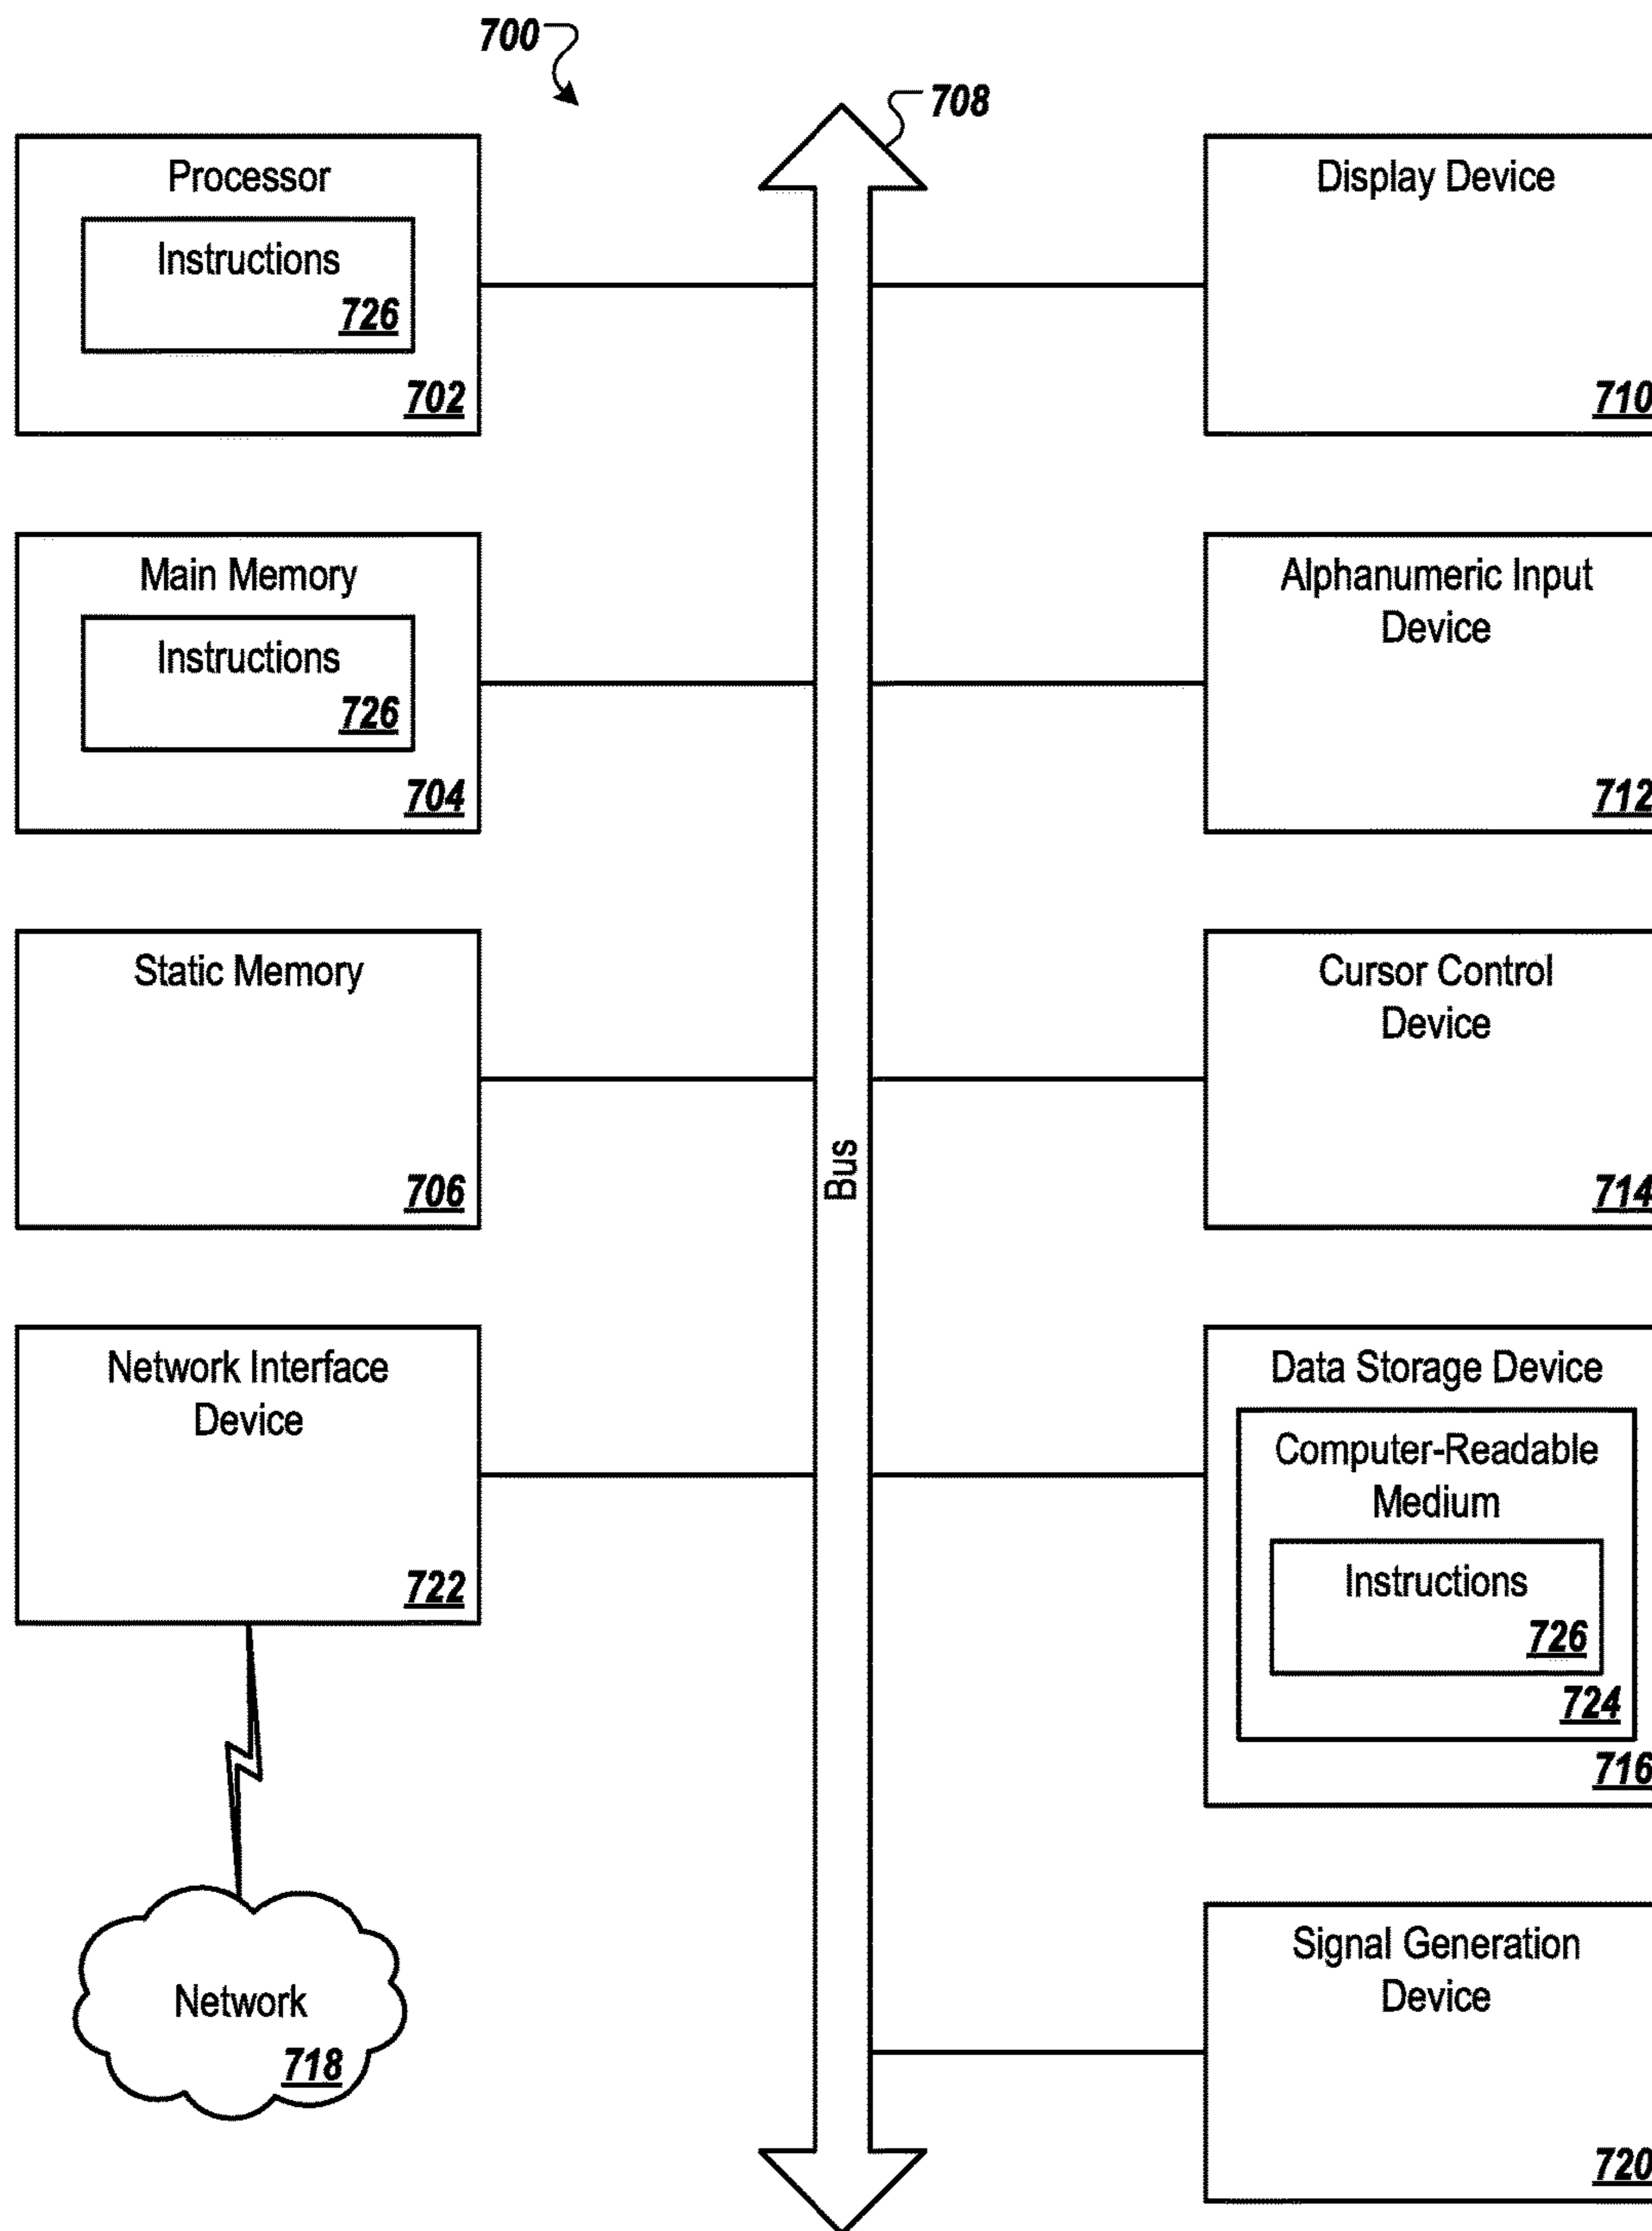 700
708
Processor
Instructions
726
702
Display Device
710
Main Memory
Instructions
726
704
Alphanumeric Input
Device
712
Static Memory
706
Cursor Control
Device
714
Bus
Network Interface
Device
722
Data Storage Device
Computer-Readable
Medium
Instructions
726
724
716
Network
718
Signal Generation
Device
720